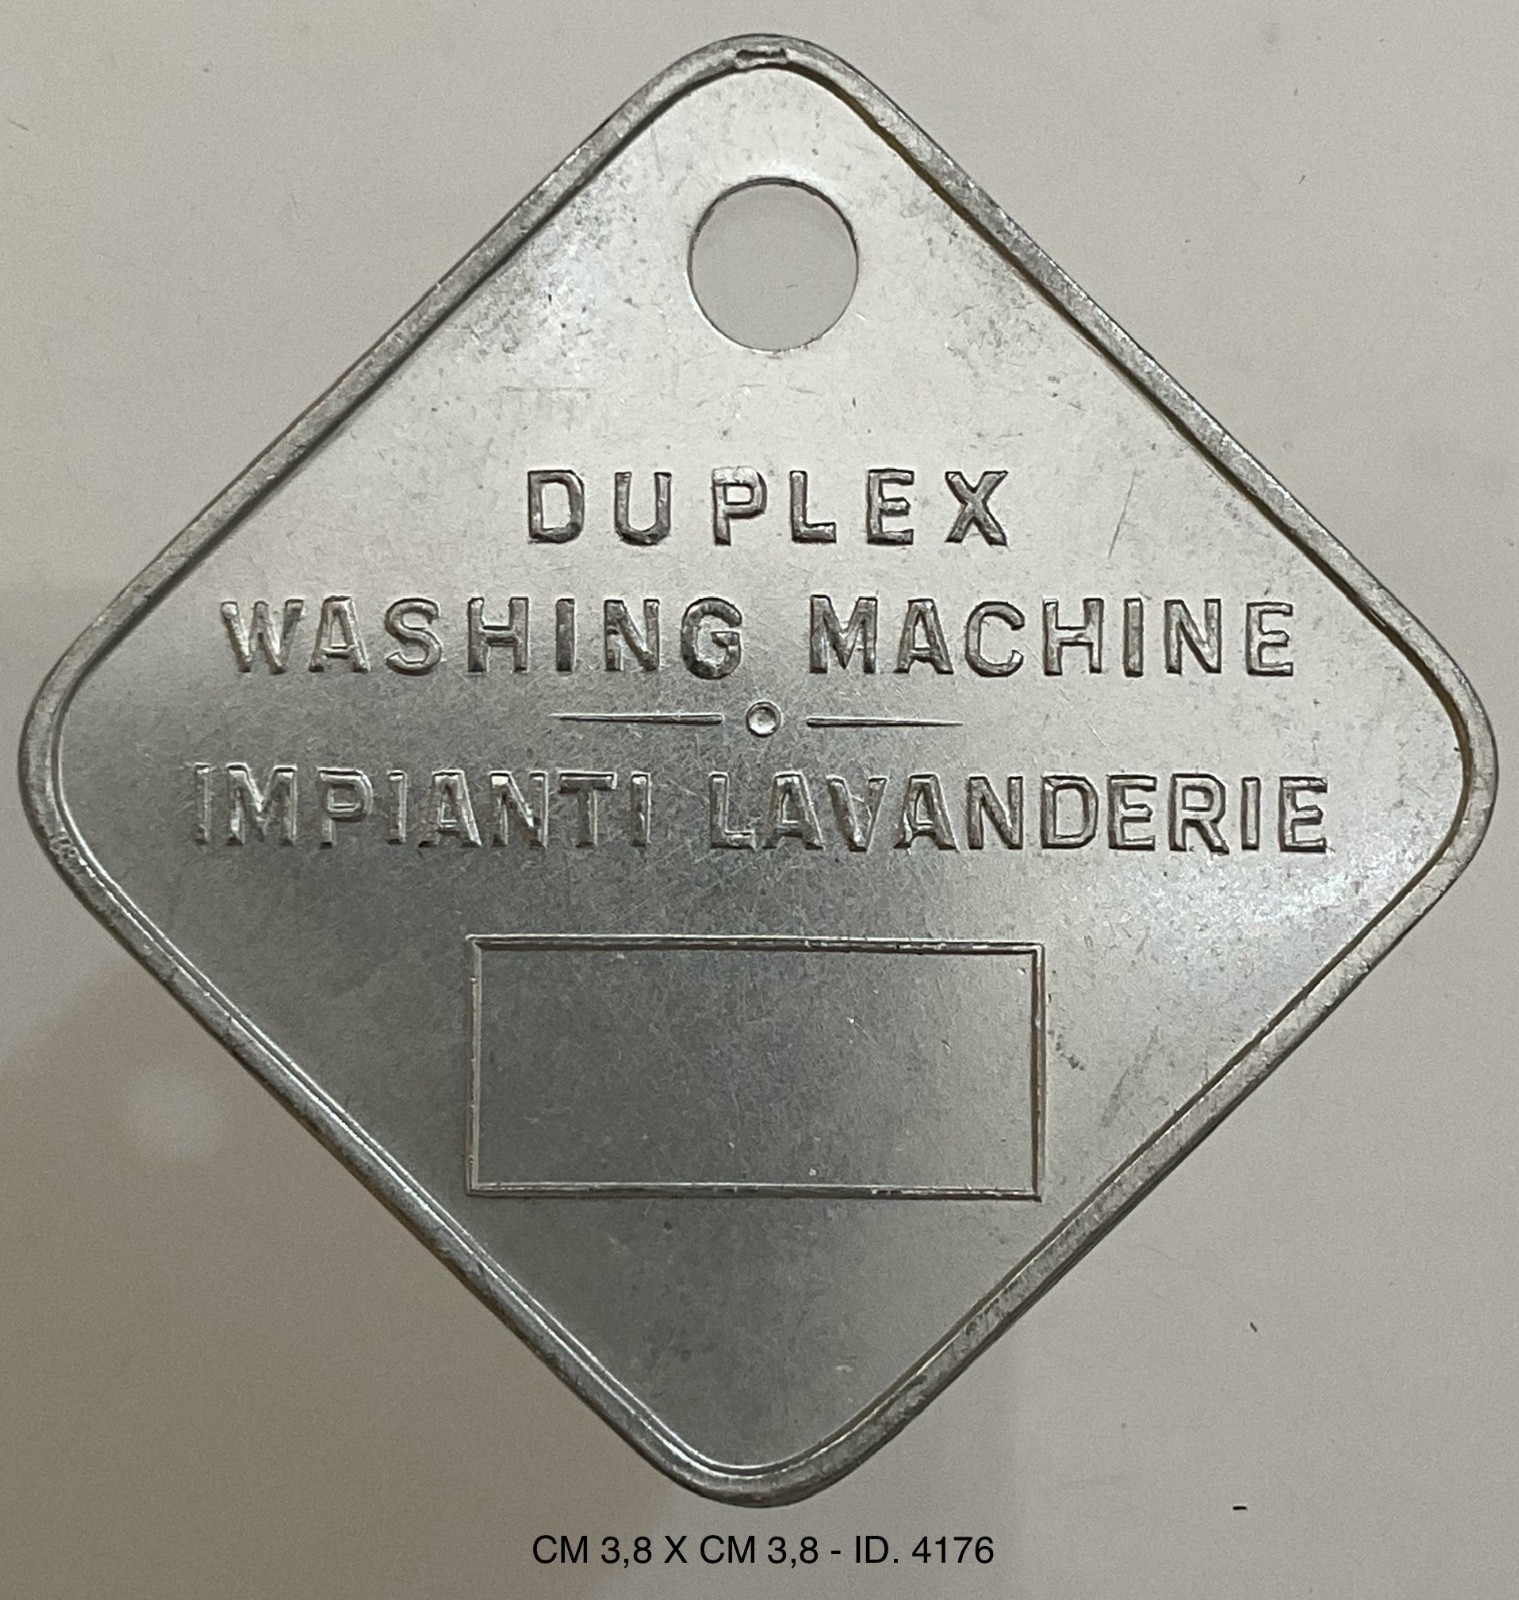 DUPLEX
WASHING MACHINE
IMPIANTI LAVANDERIE
CM 3,8 X CM 3,8 - ID. 4176